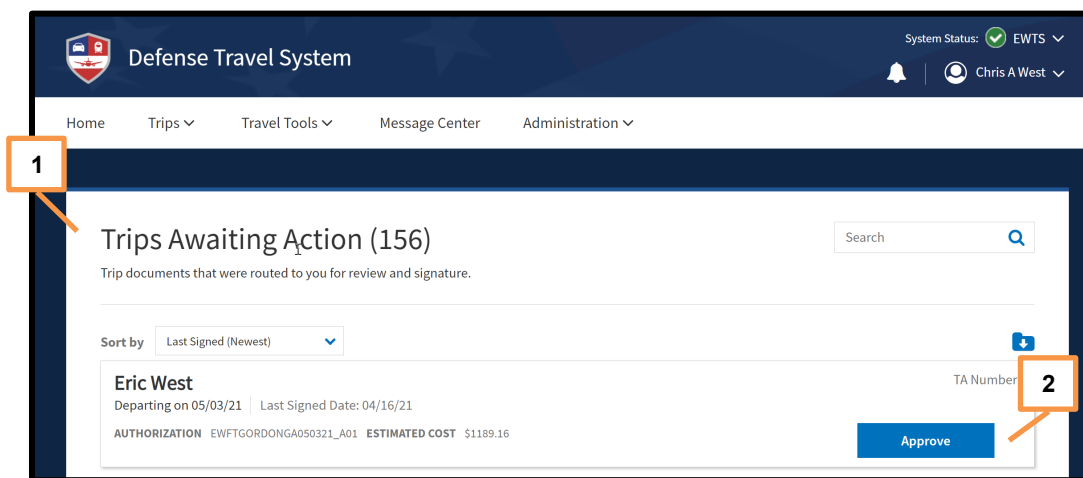 System Status: EWTS
Defense Travel System
Chris A West
Home Trips Travel Tools Message Center Administration
1
Trips Awaiting Action (156)
Search
Trip documents that were routed to you for review and signature.
Sort by Last Signed (Newest)
Eric West
TA Number
2
Departing on 05/03/21 Last Signed Date: 04/16/21
AUTHORIZATION EWFTGORDONGA050321_A01 ESTIMATED COST $1189.16
Approve